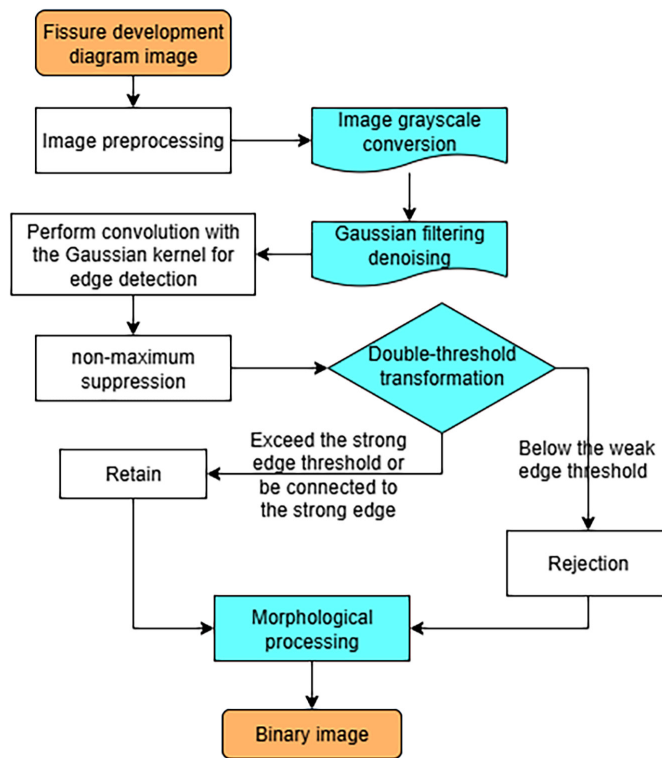 Fissure development
diagram image
Image preprocessing
Image grayscale
conversion
Perform convolution with
the Gaussian kernel for
edge detection
Gaussian filtering
denoising
non-maximum
suppression
Double-threshold
transformation
Exceed the strong
edge threshold or
be connected to
the strong edge
Below the weak
edge threshold
Retain
Rejection
Morphological
processing
Binary image